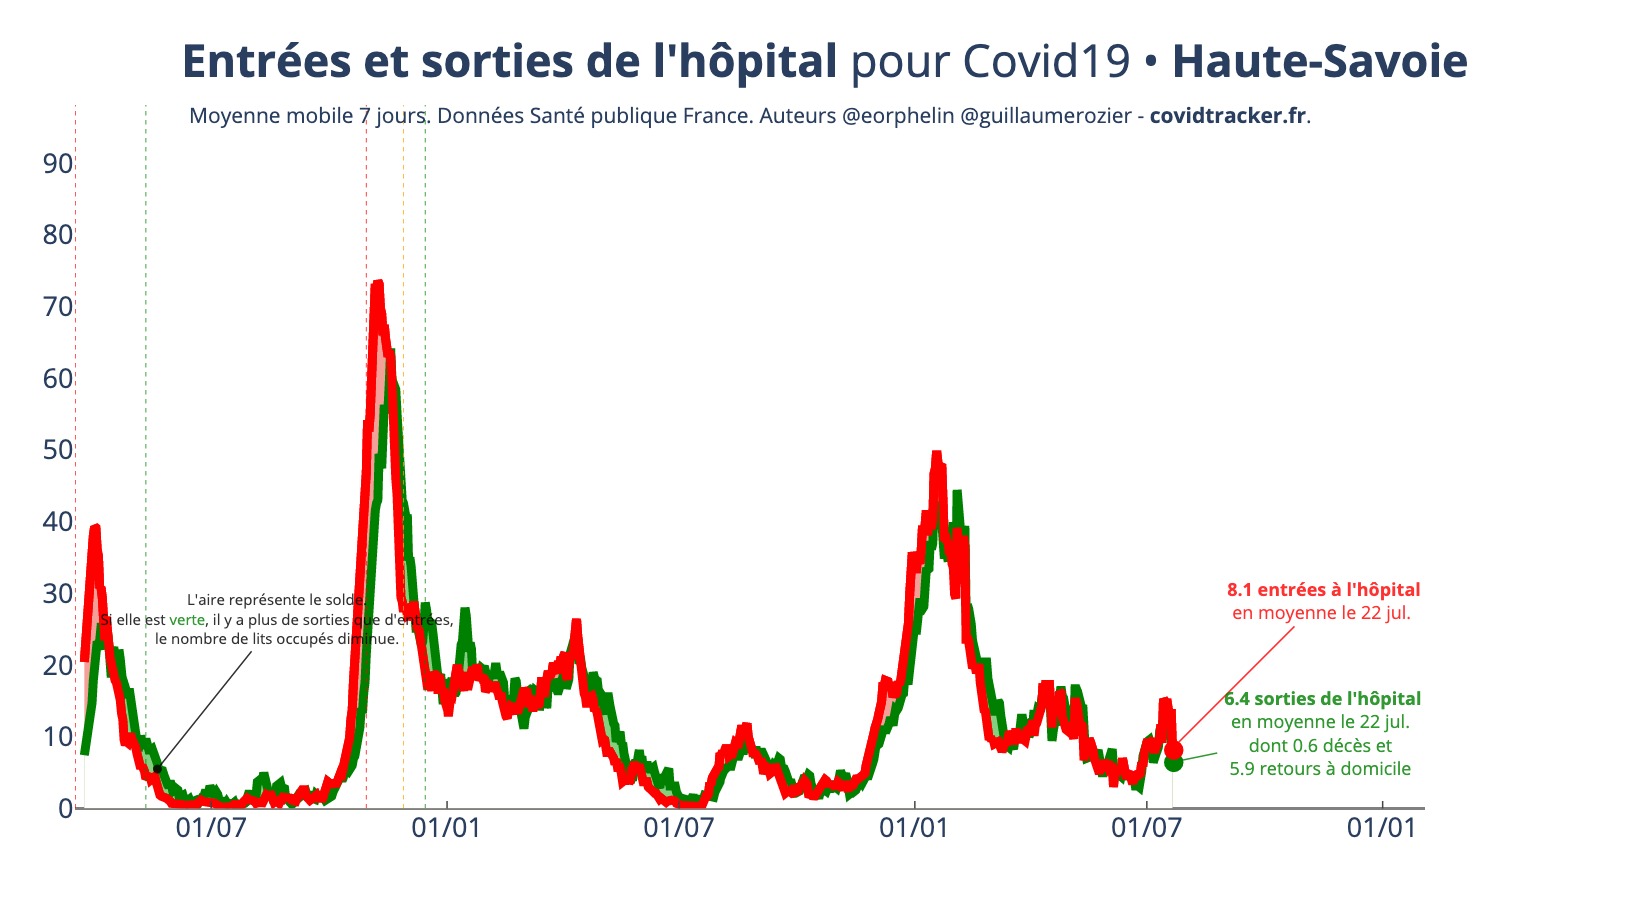 Entrées et sorties de l'hôpital pour Covid19 • Haute-Savoie
Moyenne mobile 7 jours. Données Santé publique France. Auteurs @eorphelin @guillaumerozier - covidtracker.fr.
90
80
70
60
50
40
30
20
10
0
L'aire représente le solde.
Si elle est verte, il y a plus de sorties que d'entrées,
le nombre de lits occupés diminue.
8.1 entrées à l'hôpital
en moyenne le 22 jul.
6.4 sorties de l'hôpital
en moyenne le 22 jul.
dont 0.6 décès et
5.9 retours à domicile
01/07
01/01
01/07
01/01
01/07
01/01